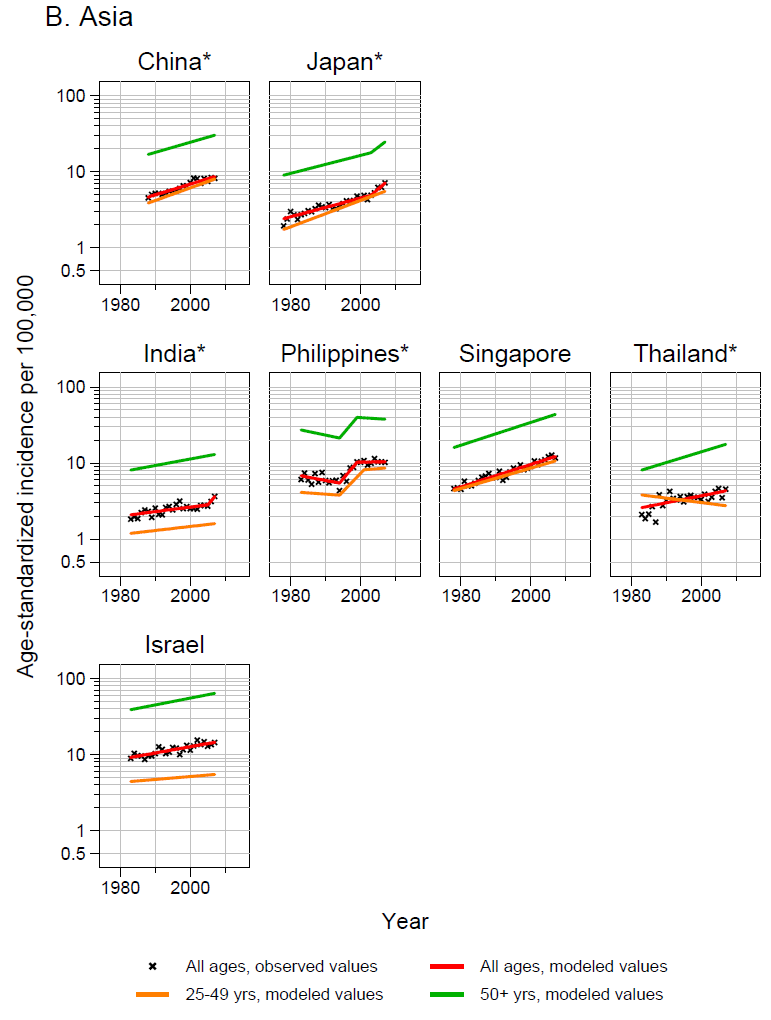 B. Asia
China*
Japan*
100
10
1
0.5
1980 2000
1980 2000
India*
Philippines*
Singapore
Thailand*
100
10
1
0.5
1980 2000
1980 2000
1980 2000
1980 2000
Israel
100
10
1
0.5
1980 2000
Age-standardized incidence per 100,000
Year
All ages, observed values
All ages, modeled values
25-49 yrs, modeled values
50+ yrs, modeled values